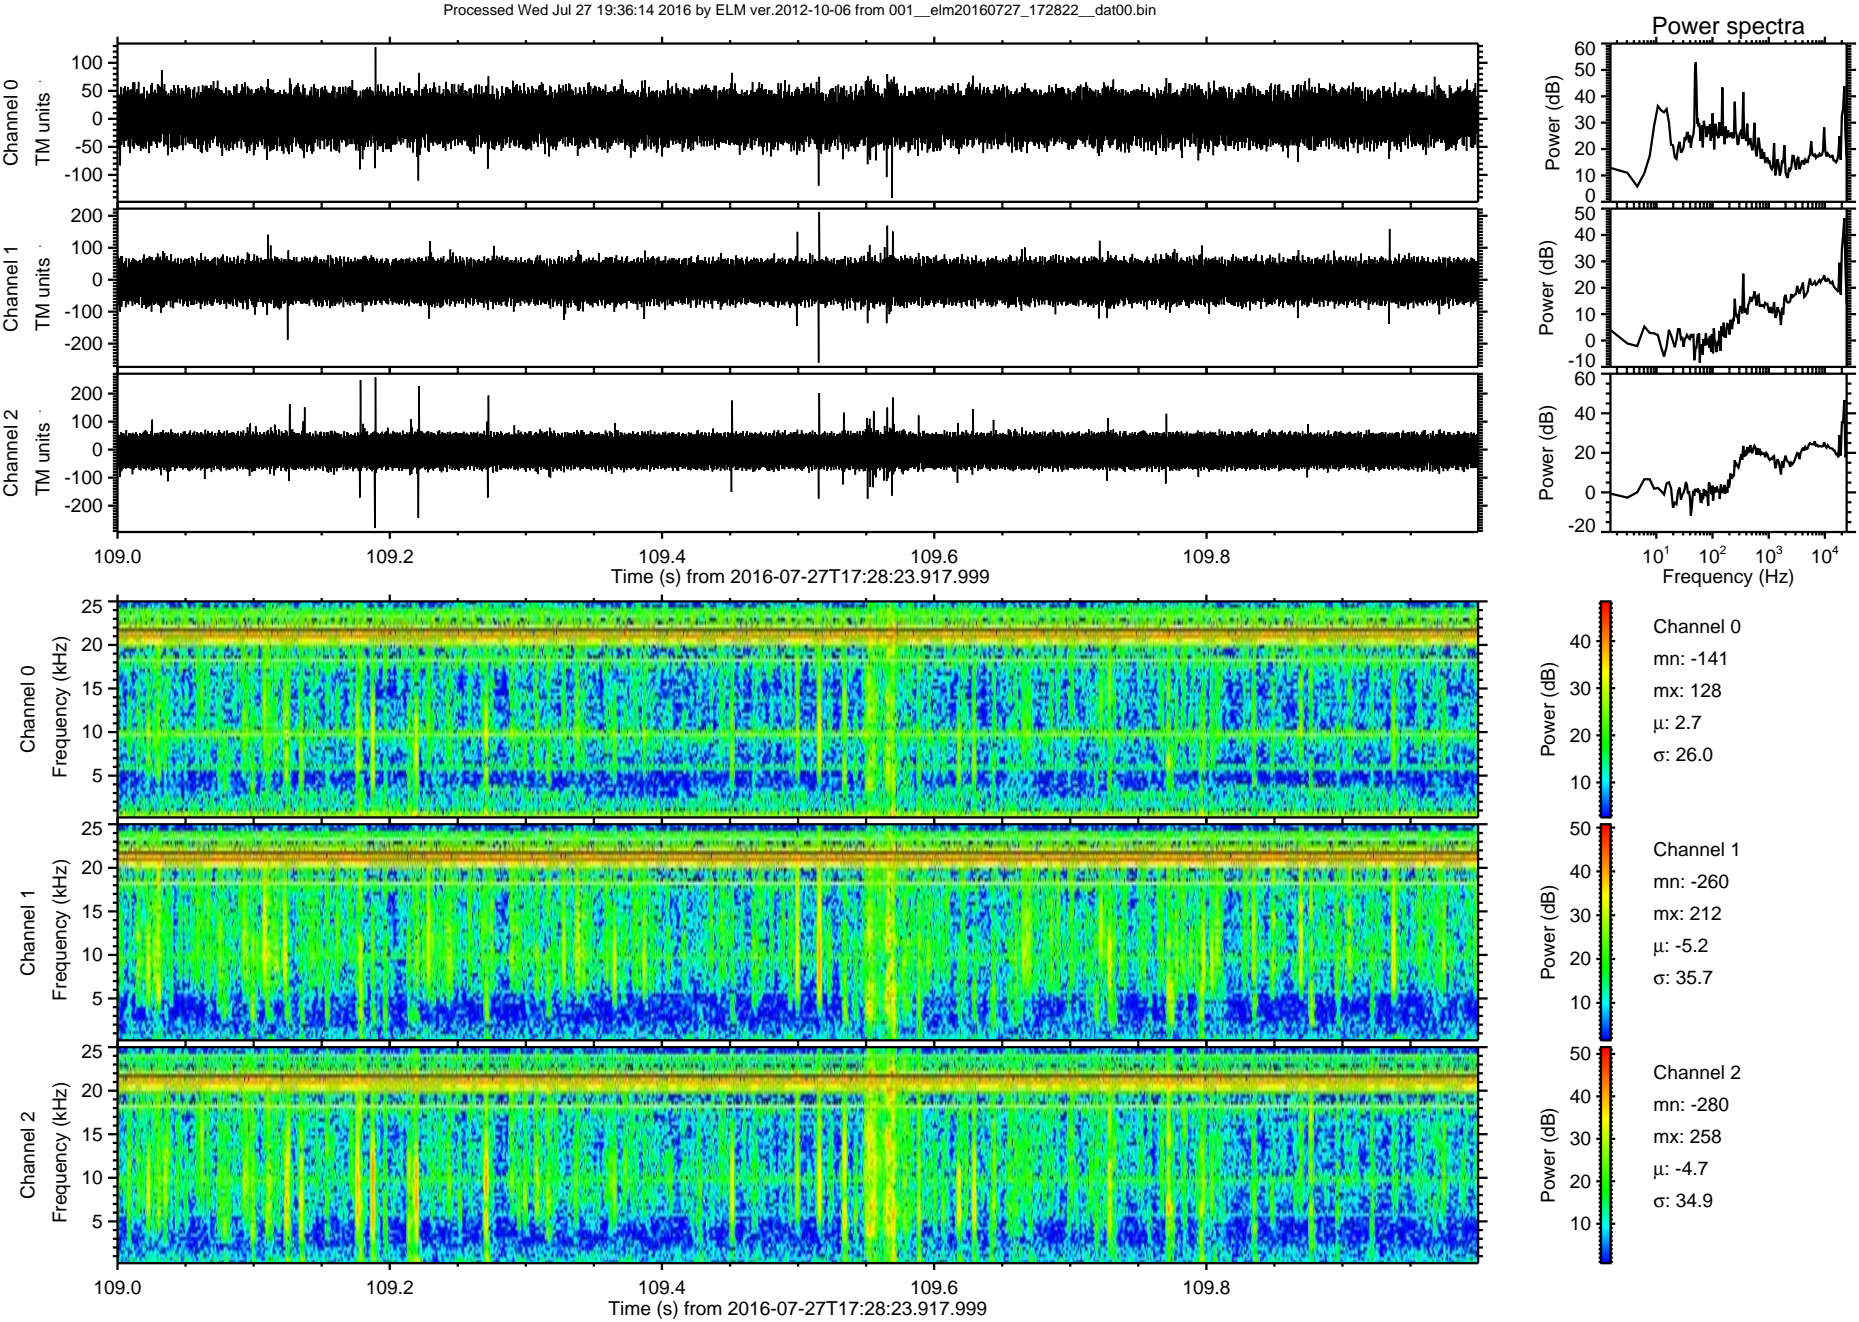 Processed Wed Jul 27 19:36:14 2016 by ELM ver.2012-10-06 from 001__elm20160727_172822__dat00.bin
Power spectra
Channel 0
TM units
100
50
0
-50
-100
Power (dB)
60
50
40
30
20
10
0
Channel 1
TM units
200
100
0
-100
-200
Power (dB)
50
40
30
20
10
0
-10
Channel 2
TM units
200
100
0
-100
-200
Power (dB)
60
40
20
0
-20
109.0 109.2 109.4 109.6 109.8
Time (s) from 2016-07-27T17:28:23.917.999
10¹ 10² 10³ 10⁴
Frequency (Hz)
Channel 0
Frequency (kHz)
25
20
15
10
5
Power (dB)
40
30
20
10
Channel 0
mn: -141
mx: 128
μ: 2.7
σ: 26.0
Channel 1
Frequency (kHz)
25
20
15
10
5
Power (dB)
50
40
30
20
10
Channel 1
mn: -260
mx: 212
μ: -5.2
σ: 35.7
Channel 2
Frequency (kHz)
25
20
15
10
5
Power (dB)
50
40
30
20
10
Channel 2
mn: -280
mx: 258
μ: -4.7
σ: 34.9
109.0 109.2 109.4 109.6 109.8
Time (s) from 2016-07-27T17:28:23.917.999